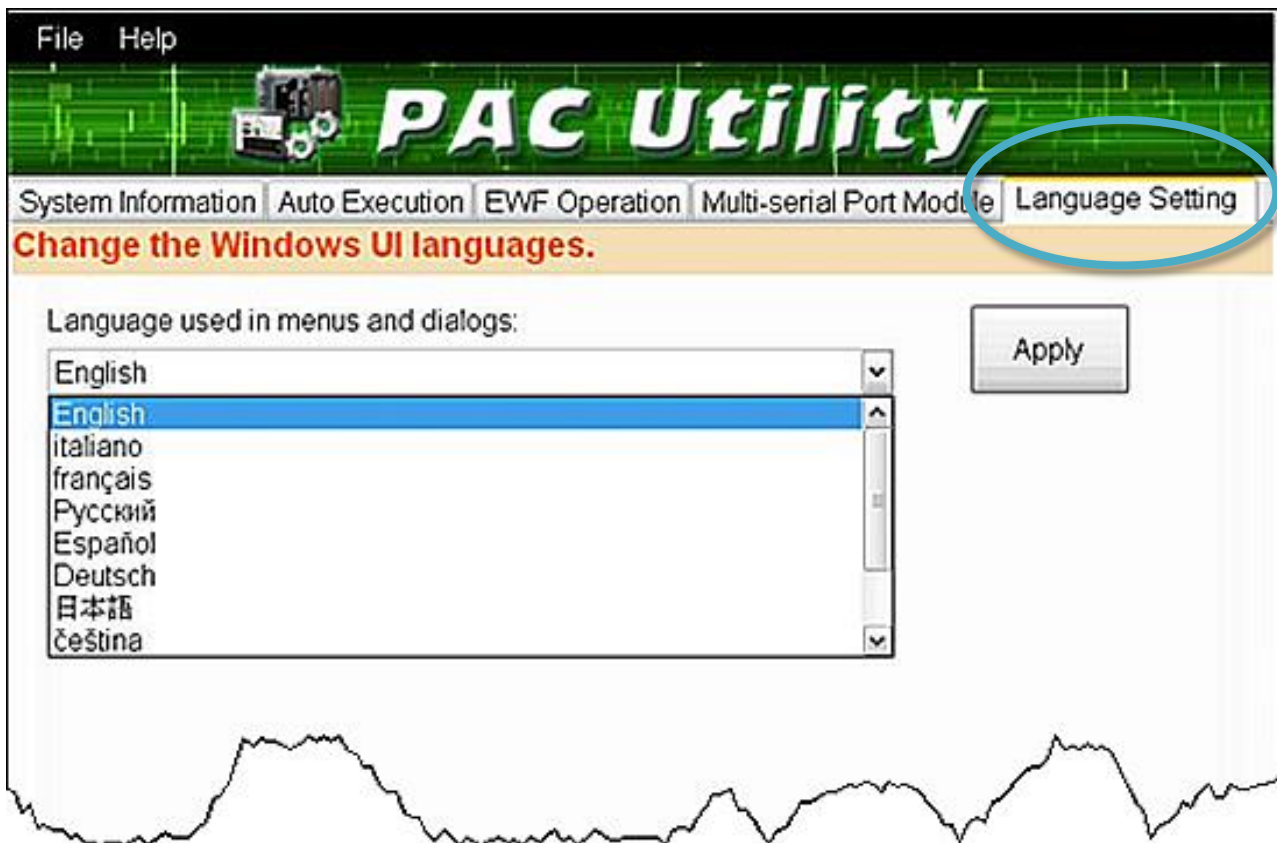 File Help
PAC Utility
System Information Auto Execution EWF Operation Multi-serial Port Module Language Setting
Change the Windows UI languages.
Language used in menus and dialogs:
Apply
English
English
italiano
français
Русский
Español
Deutsch
日本語
čeština